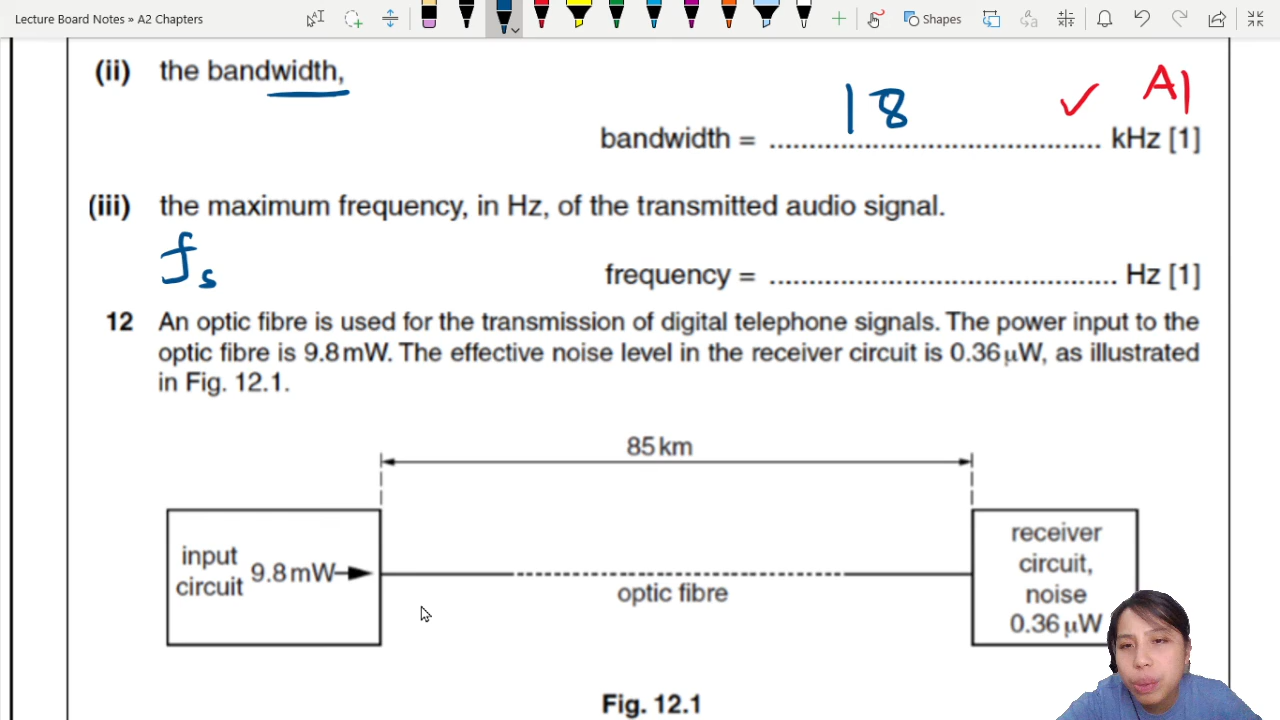 Lecture Board Notes » A2 Chapters
Shapes
(ii) the bandwidth,
18 ✓ A1
bandwidth = ............................................ kHz [1]
(iii) the maximum frequency, in Hz, of the transmitted audio signal.
fs
frequency = ............................................ Hz [1]
12 An optic fibre is used for the transmission of digital telephone signals. The power input to the
optic fibre is 9.8 mW. The effective noise level in the receiver circuit is 0.36 μW, as illustrated
in Fig. 12.1.
85 km
input
circuit
9.8 mW
optic fibre
receiver
circuit,
noise
0.36 μW
Fig. 12.1